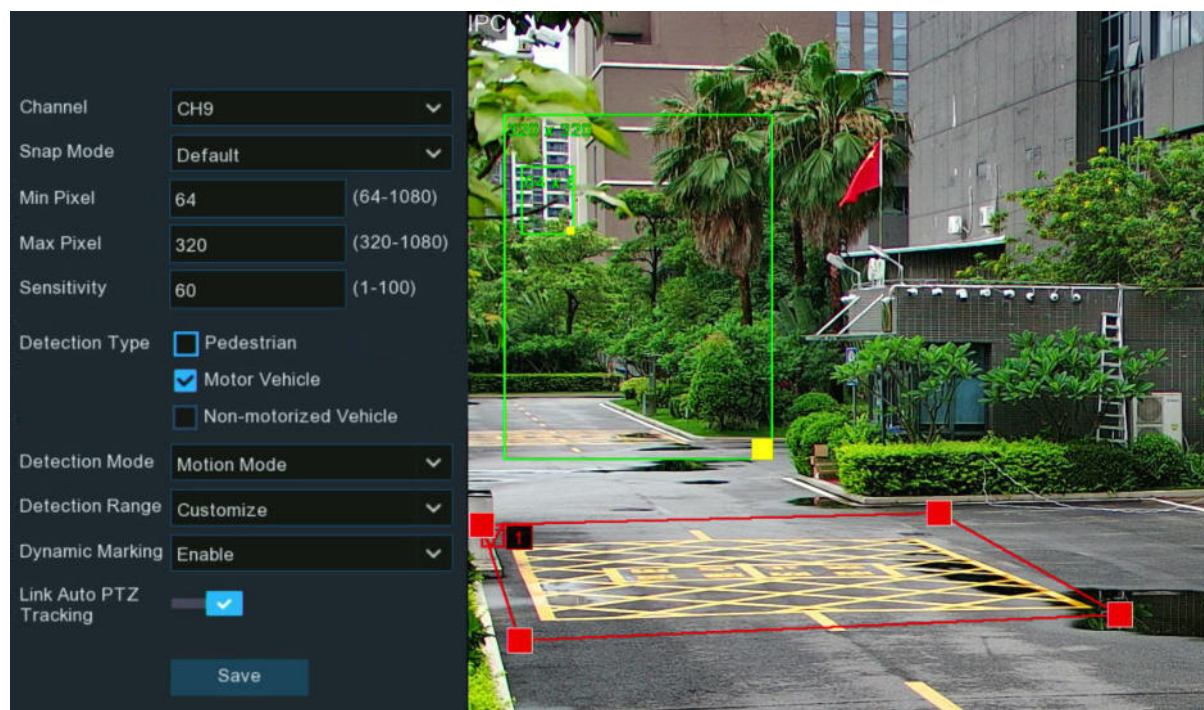 IPC
Channel CH9
Snap Mode Default
Min Pixel 64 (64-1080)
Max Pixel 320 (320-1080)
Sensitivity 60 (1-100)
Detection Type Pedestrian
Motor Vehicle
Non-motorized Vehicle
Detection Mode Motion Mode
Detection Range Customize
Dynamic Marking Enable
Link Auto PTZ
Tracking
Save
320 x 320
1